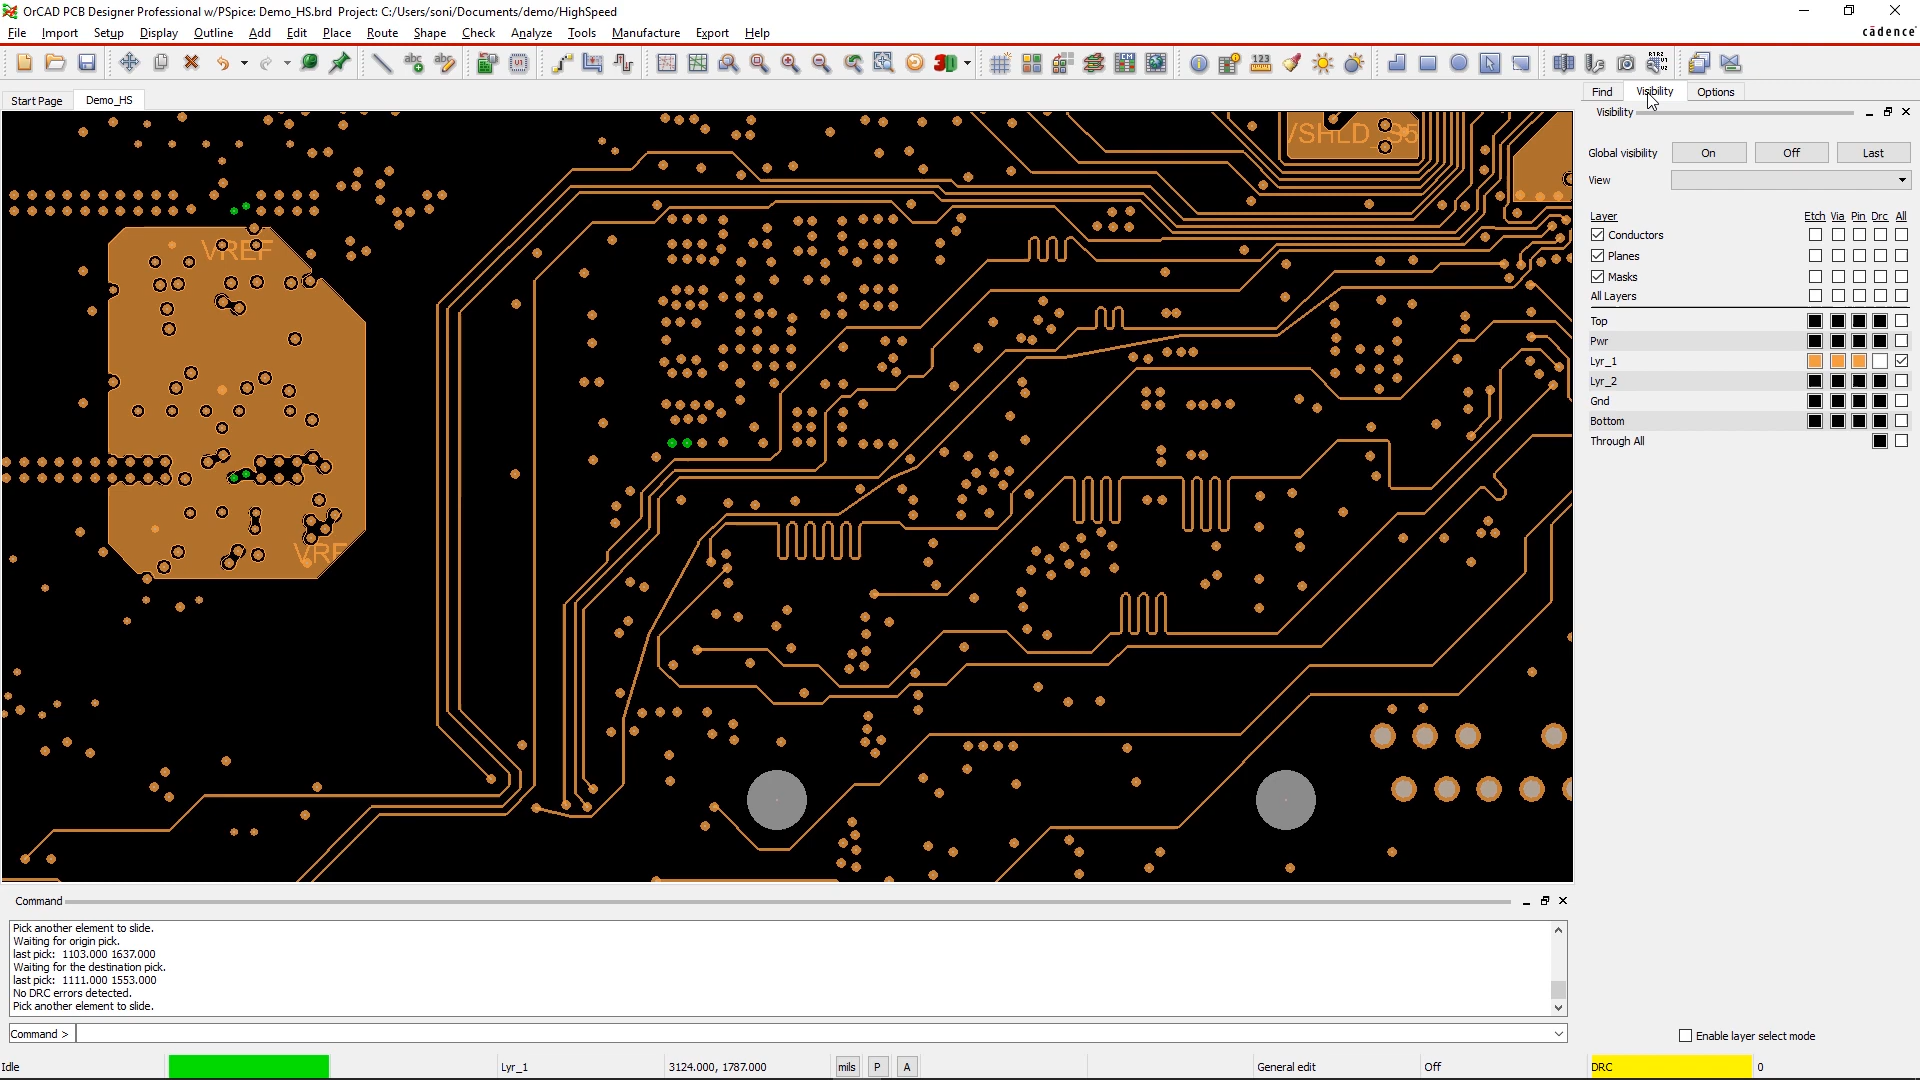 OrCAD PCB Designer Professional w/PSpice: Demo_HS.brd  Project: C:/Users/soni/Documents/demo/HighSpeed
File Import Setup Display Outline Add Edit Place Route Shape Check Analyze Tools Manufacture Export Help
cādence
Start Page Demo_HS
Find Visibility Options
Visibility
Global visibility On Off Last
View
Layer Etch Via Pin Drc All
Conductors
Planes
Masks
All Layers
Top
Pwr
Lyr_1
Lyr_2
Gnd
Bottom
Through All
VREF
VRE
Command
Pick another element to slide.
Waiting for origin pick.
last pick:  1103.000 1637.000
Waiting for the destination pick.
last pick:  1111.000 1553.000
No DRC errors detected.
Pick another element to slide.
Command >
Enable layer select mode
Idle Lyr_1 3124.000, 1787.000 mils P A General edit Off DRC 0